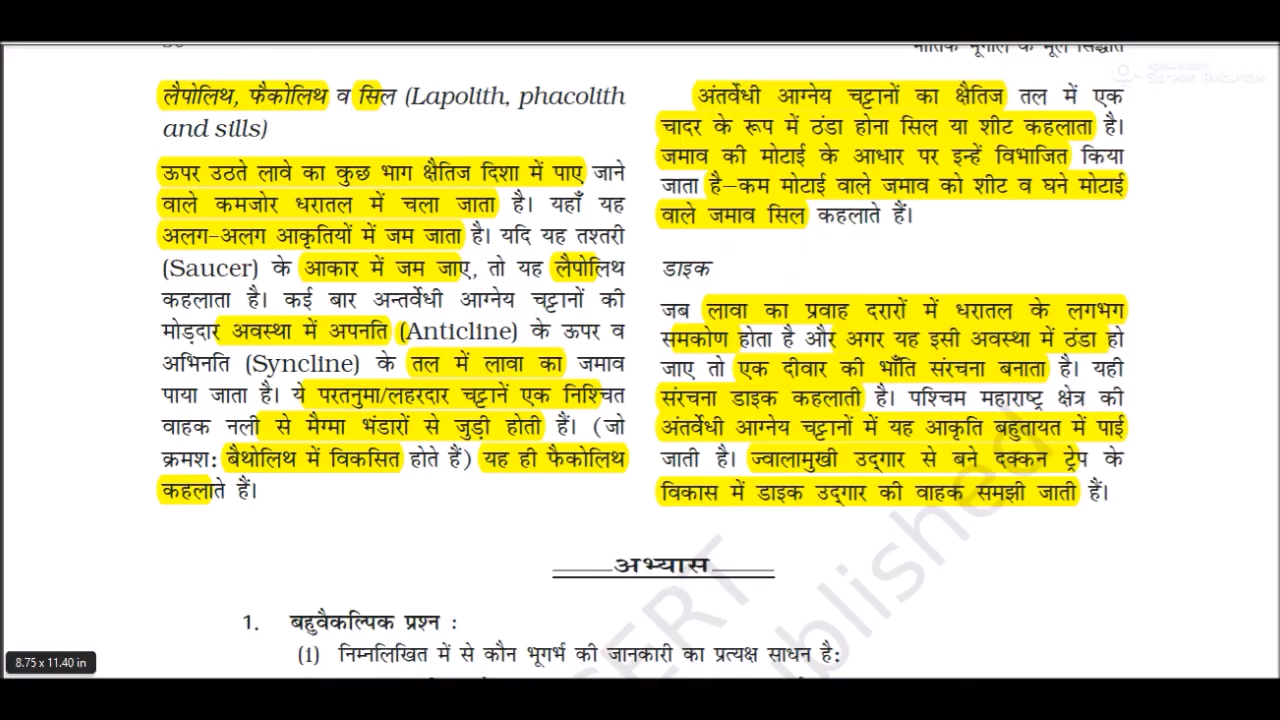 भौतिक भूगोल के मूल सिद्धांत
लैपोलिथ, फैकोलिथ व सिल (Lapolith, phacolith
and sills)
ऊपर उठते लावे का कुछ भाग क्षैतिज दिशा में पाए जाने
वाले कमजोर धरातल में चला जाता है। यहाँ यह
अलग-अलग आकृतियों में जम जाता है। यदि यह तश्तरी
(Saucer) के आकार में जम जाए, तो यह लैपोलिथ
कहलाता है। कई बार अन्तर्वेधी आग्नेय चट्टानों की
मोड़दार अवस्था में अपनति (Anticline) के ऊपर व
अभिनति (Syncline) के तल में लावा का जमाव
पाया जाता है। ये परतनुमा/लहरदार चट्टानें एक निश्चित
वाहक नली से मैग्मा भंडारों से जुड़ी होती हैं। (जो
क्रमश: बैथोलिथ में विकसित होते हैं) यह ही फैकोलिथ
कहलाते हैं।
अंतर्वेधी आग्नेय चट्टानों का क्षैतिज तल में एक
चादर के रूप में ठंडा होना सिल या शीट कहलाता है।
जमाव की मोटाई के आधार पर इन्हें विभाजित किया
जाता है–कम मोटाई वाले जमाव को शीट व घने मोटाई
वाले जमाव सिल कहलाते हैं।
डाइक
जब लावा का प्रवाह दरारों में धरातल के लगभग
समकोण होता है और अगर यह इसी अवस्था में ठंडा हो
जाए तो एक दीवार की भाँति संरचना बनाता है। यही
संरचना डाइक कहलाती है। पश्चिम महाराष्ट्र क्षेत्र की
अंतर्वेधी आग्नेय चट्टानों में यह आकृति बहुतायत में पाई
जाती है। ज्वालामुखी उद्गार से बने दक्कन ट्रेप के
विकास में डाइक उद्गार की वाहक समझी जाती हैं।
अभ्यास
1. बहुवैकल्पिक प्रश्न :
(i) निम्नलिखित में से कौन भूगर्भ की जानकारी का प्रत्यक्ष साधन है:
8.75 x 11.40 in